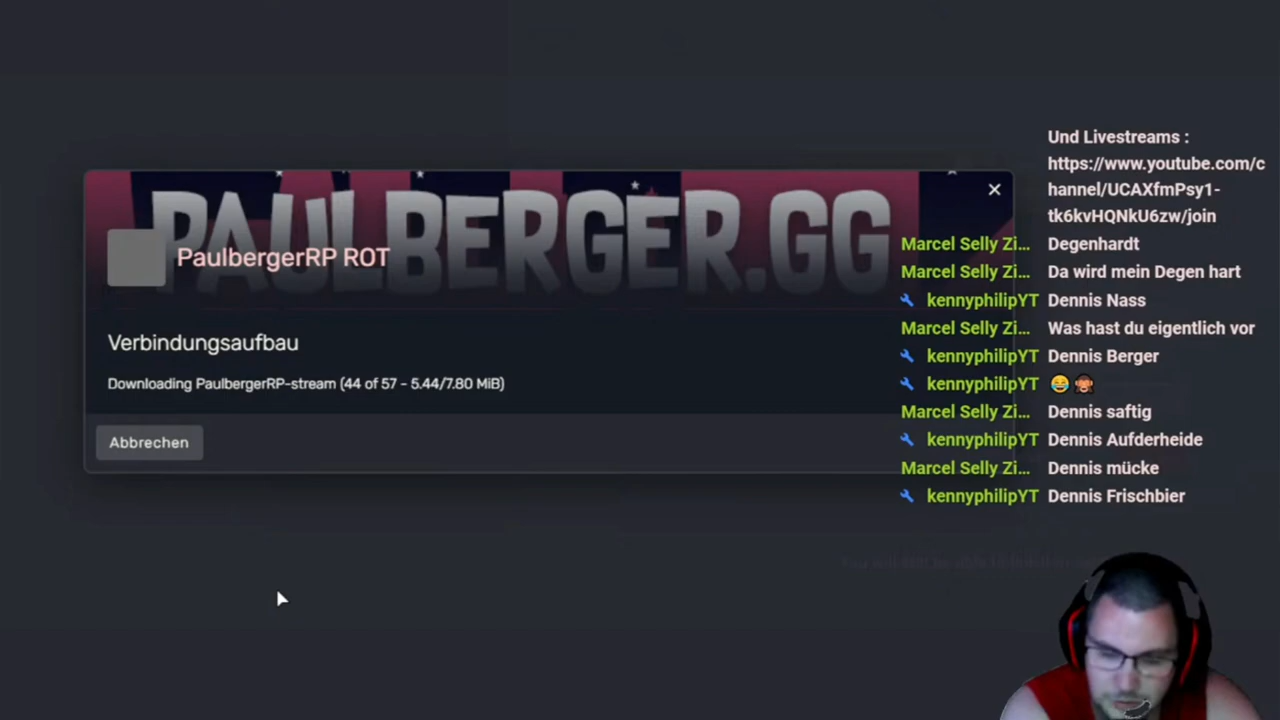 PAULBERGER.GG
PaulbergerRP ROT
Verbindungsaufbau
Downloading PaulbergerRP-stream (44 of 57 - 5.44/7.80 MiB)
Abbrechen
Und Livestreams :
https://www.youtube.com/c
hannel/UCAXfmPsy1-
tk6kvHQNkU6zw/join
Marcel Selly Zi... Degenhardt
Marcel Selly Zi... Da wird mein Degen hart
kennyphilipYT Dennis Nass
Marcel Selly Zi... Was hast du eigentlich vor
kennyphilipYT Dennis Berger
kennyphilipYT 😂🙊
Marcel Selly Zi... Dennis saftig
kennyphilipYT Dennis Aufderheide
Marcel Selly Zi... Dennis mücke
kennyphilipYT Dennis Frischbier